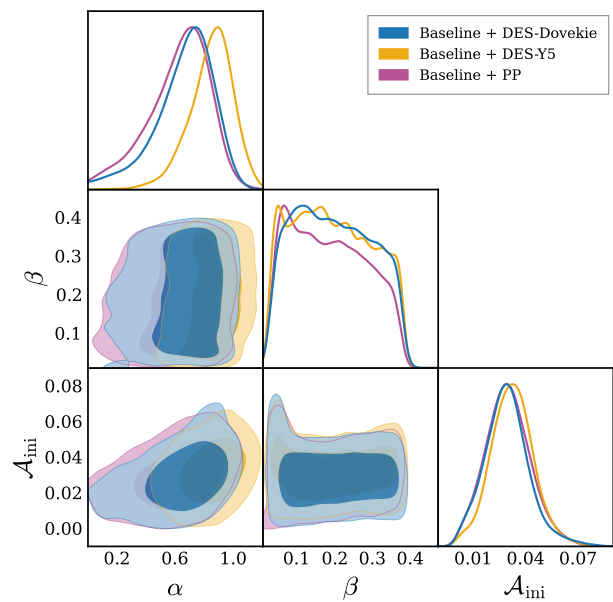 Baseline + DES-Dovekie
Baseline + DES-Y5
Baseline + PP
0.4
0.3
0.2
0.1
β
0.08
0.06
0.04
0.02
0.00
𝒜ini
0.2 0.6 1.0
0.1 0.2 0.3 0.4
0.01 0.04 0.07
α
β
𝒜ini